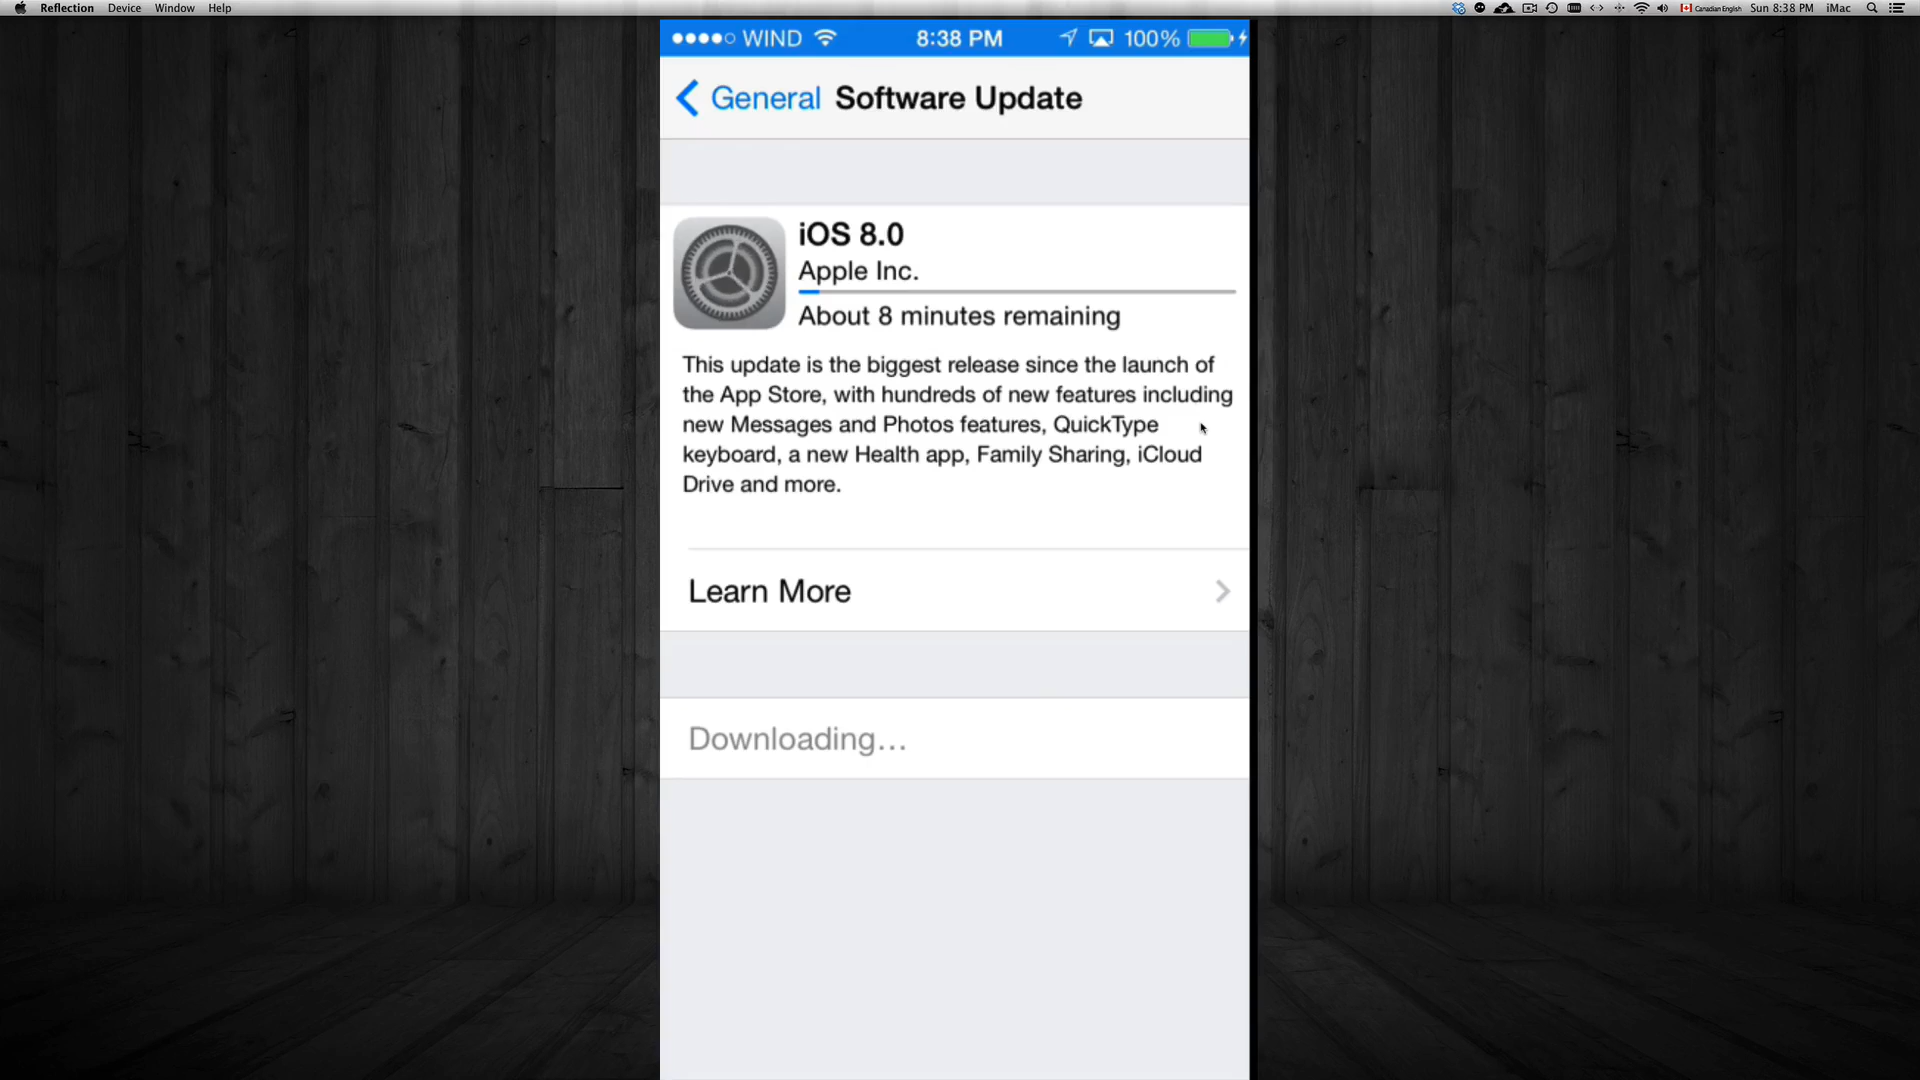 Reflection Device Window Help
Canadian English Sun 8:38 PM iMac
WIND 8:38 PM 100%
General Software Update
iOS 8.0
Apple Inc.
About 8 minutes remaining
This update is the biggest release since the launch of
the App Store, with hundreds of new features including
new Messages and Photos features, QuickType
keyboard, a new Health app, Family Sharing, iCloud
Drive and more.
Learn More
Downloading...